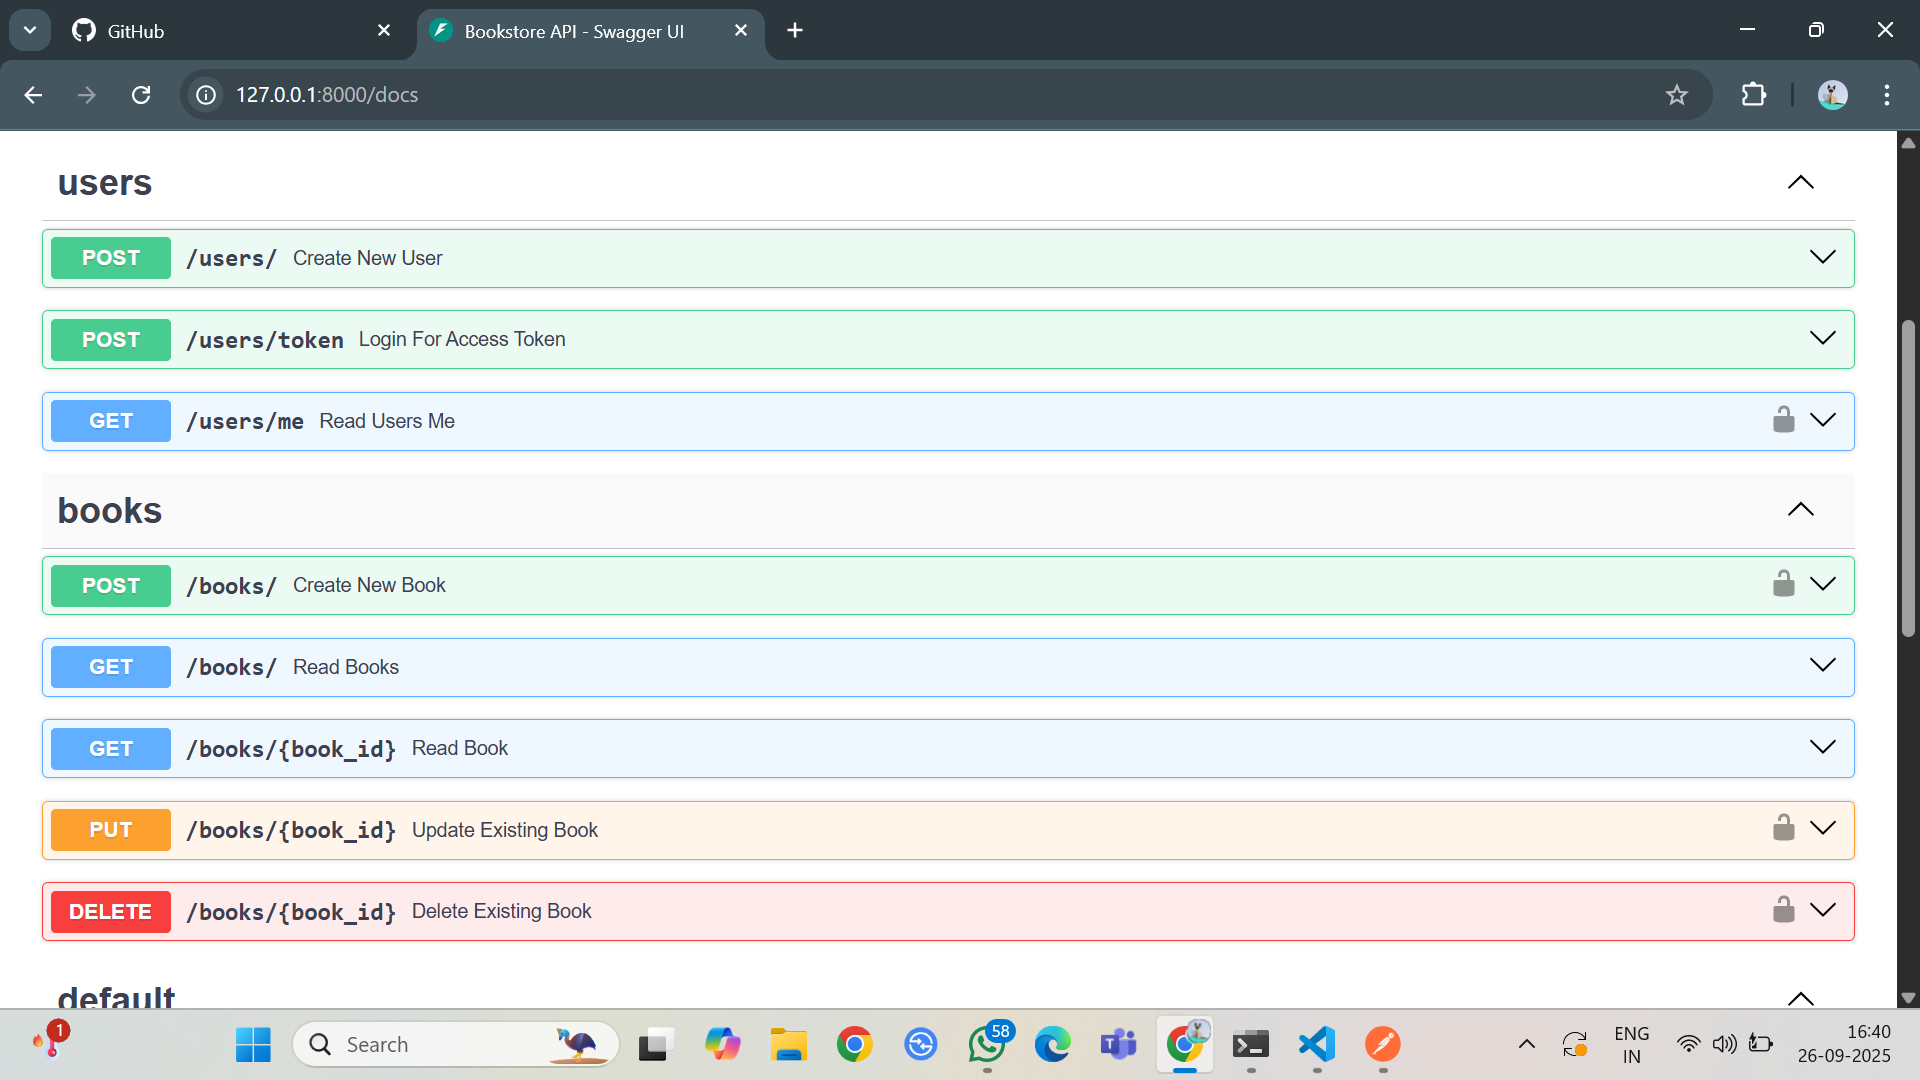 GitHub
Bookstore API - Swagger UI
127.0.0.1:8000/docs
users
POST /users/ Create New User
POST /users/token Login For Access Token
GET /users/me Read Users Me
books
POST /books/ Create New Book
GET /books/ Read Books
GET /books/{book_id} Read Book
PUT /books/{book_id} Update Existing Book
DELETE /books/{book_id} Delete Existing Book
default
1
Search
58
ENG
IN
16:40
26-09-2025